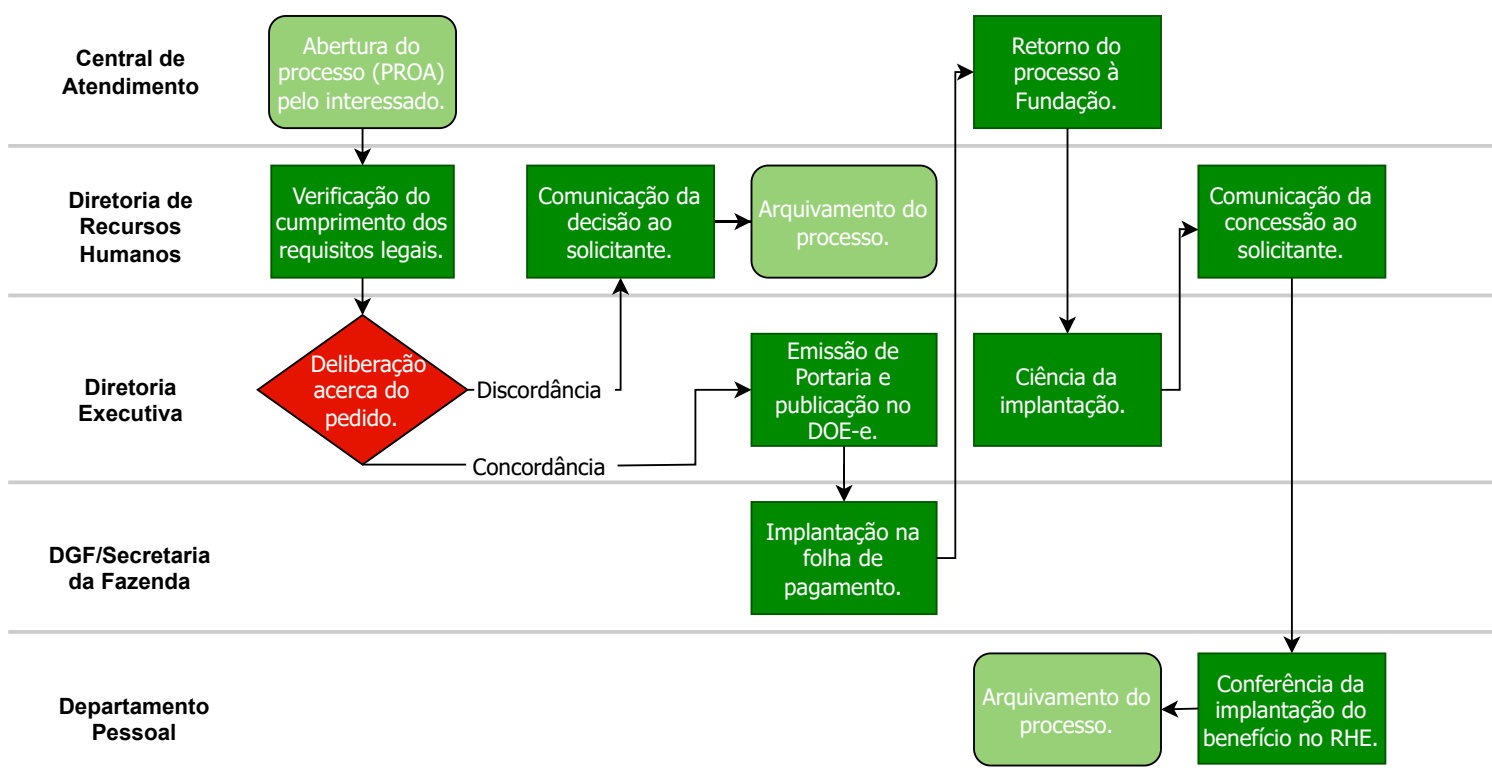 Central de
Atendimento
Abertura do
processo (PROA)
pelo interessado.
Retorno do
processo à
Fundação.
Diretoria de
Recursos
Humanos
Verificação do
cumprimento dos
requisitos legais.
Comunicação da
decisão ao
solicitante.
Arquivamento do
processo.
Comunicação da
concessão ao
solicitante.
Diretoria
Executiva
Deliberação
acerca do
pedido.
Discordância
Concordância
Emissão de
Portaria e
publicação no
DOE-e.
Ciência da
implantação.
DGF/Secretaria
da Fazenda
Implantação na
folha de
pagamento.
Departamento
Pessoal
Arquivamento do
processo.
Conferência da
implantação do
benefício no RHE.